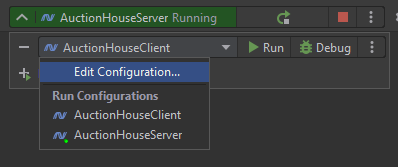 AuctionHouseServer Running
AuctionHouseClient Run Debug
Edit Configuration...
Run Configurations
AuctionHouseClient
AuctionHouseServer